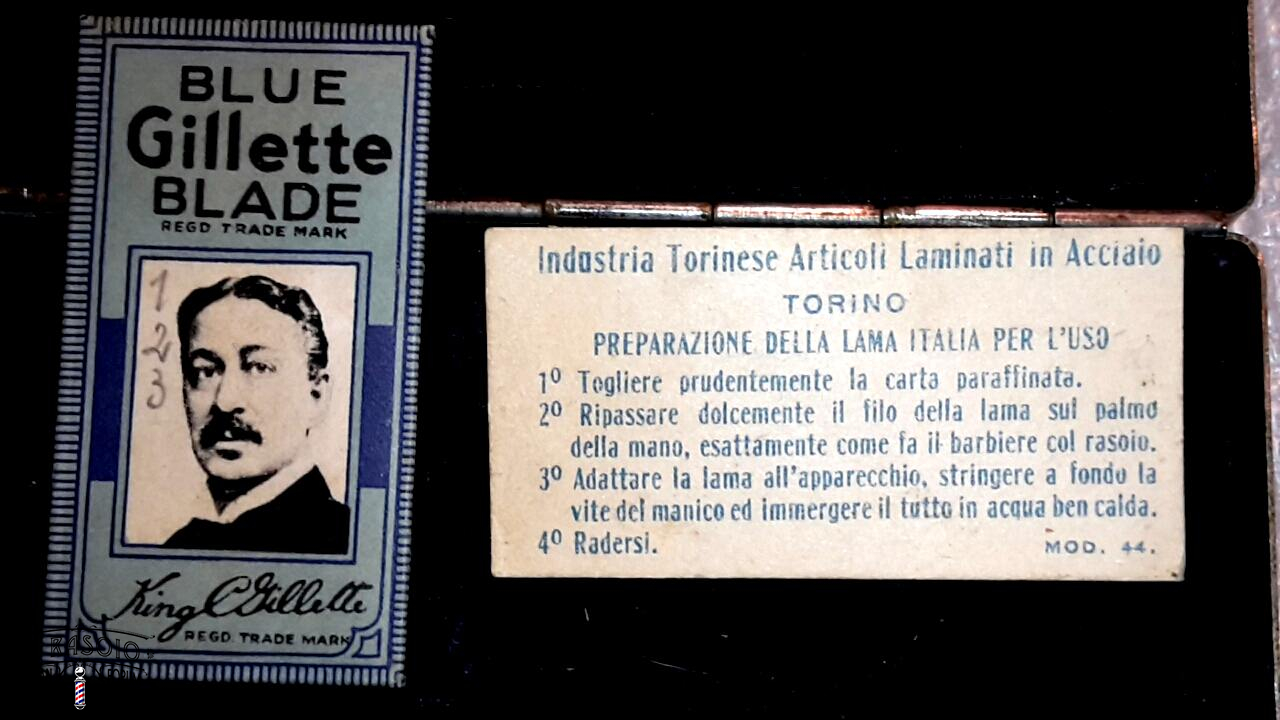 BLUE
Gillette
BLADE
REGD TRADE MARK
1
2
3
King C Gillette
REGD. TRADE MARK
RASOIO
Industria Torinese Articoli Laminati in Acciaio
TORINO
PREPARAZIONE DELLA LAMA ITALIA PER L'USO
1º Togliere prudentemente la carta paraffinata.
2º Ripassare dolcemente il filo della lama sul palmo
della mano, esattamente come fa il barbiere col rasoio.
3º Adattare la lama all'apparecchio, stringere a fondo la
vite del manico ed immergere il tutto in acqua ben calda.
4º Radersi.
MOD. 44.